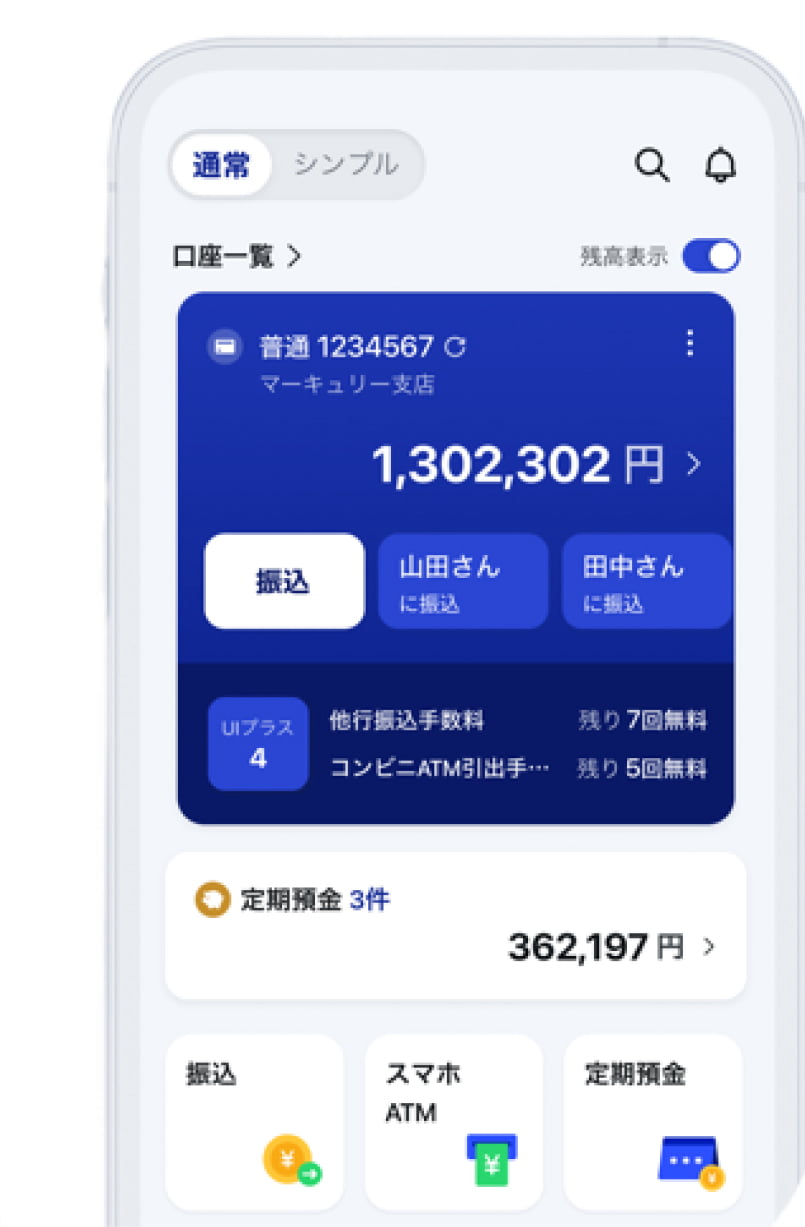 通常 シンプル
口座一覧 残高表示
普通 1234567
マーキュリー支店
1,302,302 円
振込
山田さん
に振込
田中さん
に振込
UIプラス
4
他行振込手数料 残り 7回無料
コンビニATM引出手… 残り 5回無料
定期預金 3件
362,197 円
振込
スマホ
ATM
¥
¥
定期預金
¥